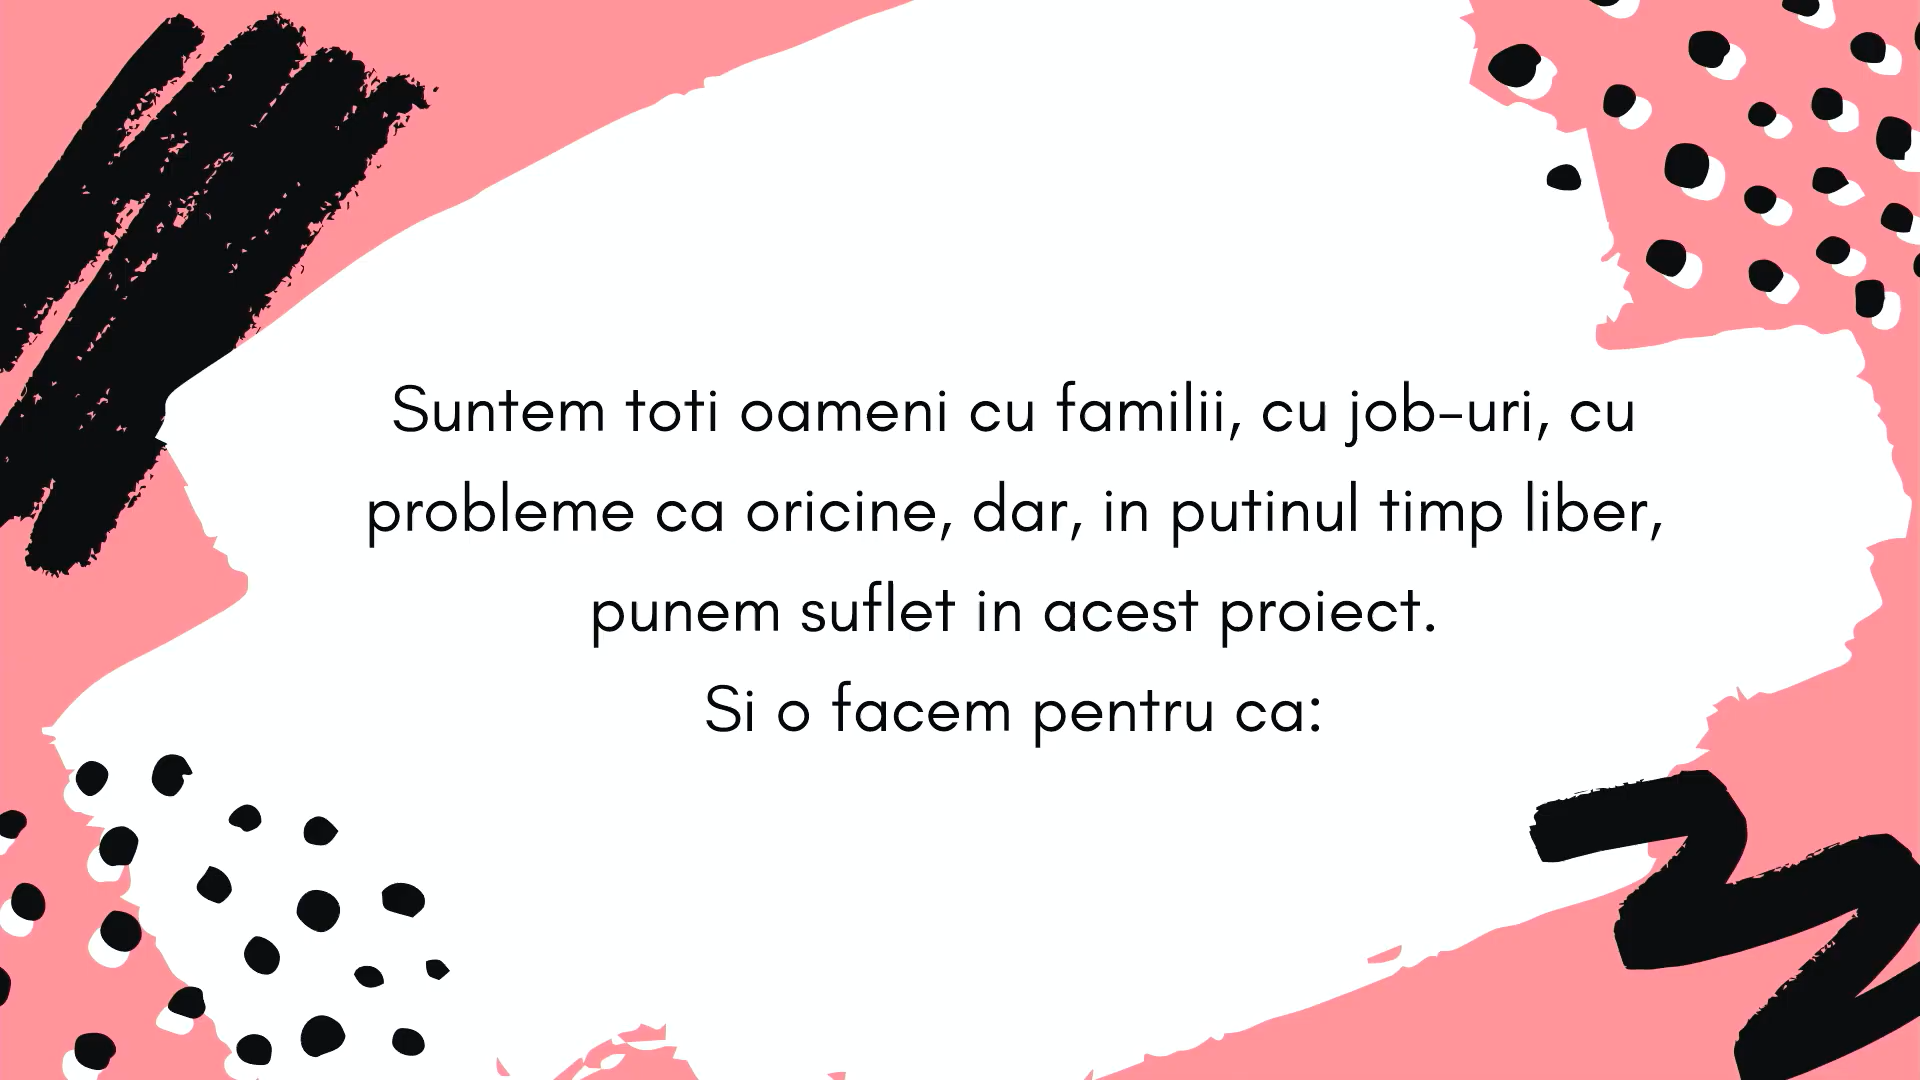 Suntem toti oameni cu familii, cu job-uri, cu
probleme ca oricine, dar, in putinul timp liber,
punem suflet in acest proiect.
Si o facem pentru ca: